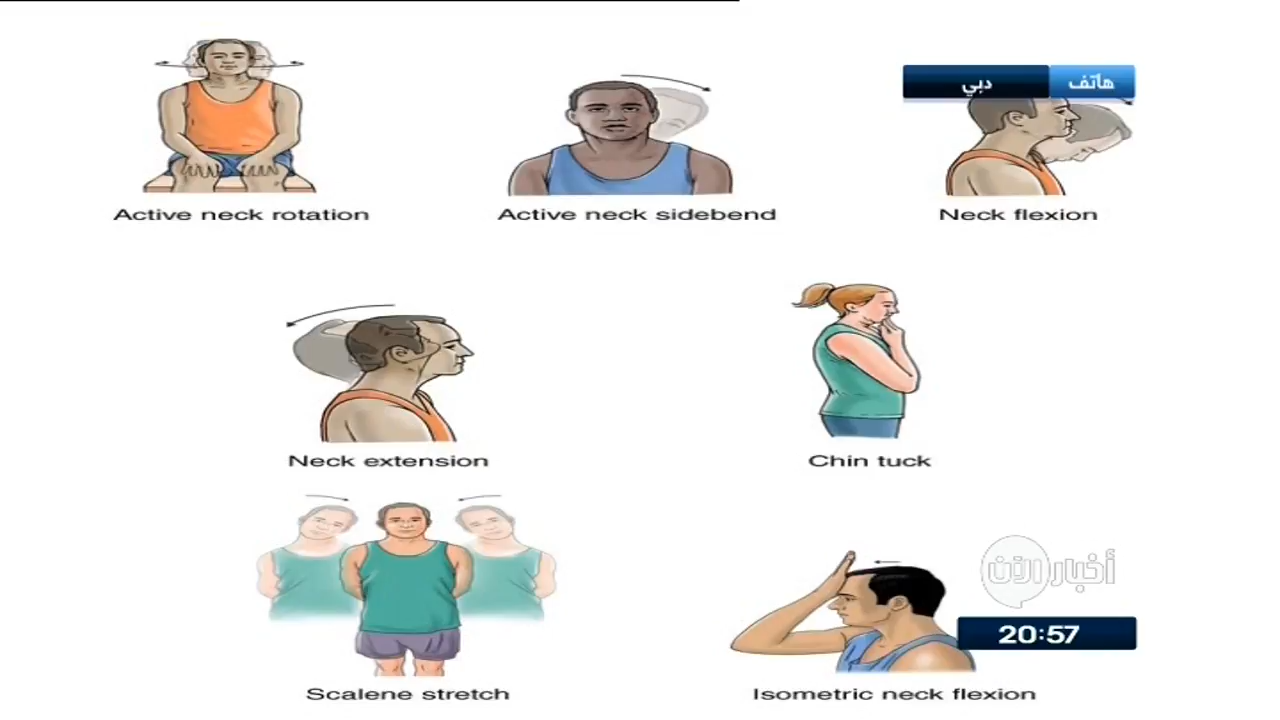 هاتف دبي
Active neck rotation
Active neck sidebend
Neck flexion
Neck extension
Chin tuck
Scalene stretch
Isometric neck flexion
أخبار الآن
20:57